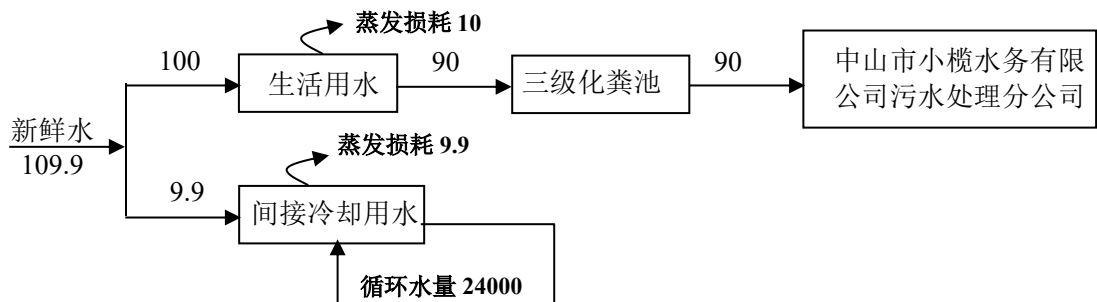 蒸发损耗 10
100
生活用水
90
三级化粪池
90
中山市小榄水务有限
公司污水处理分公司
新鲜水
109.9
蒸发损耗 9.9
9.9
间接冷却用水
循环水量 24000